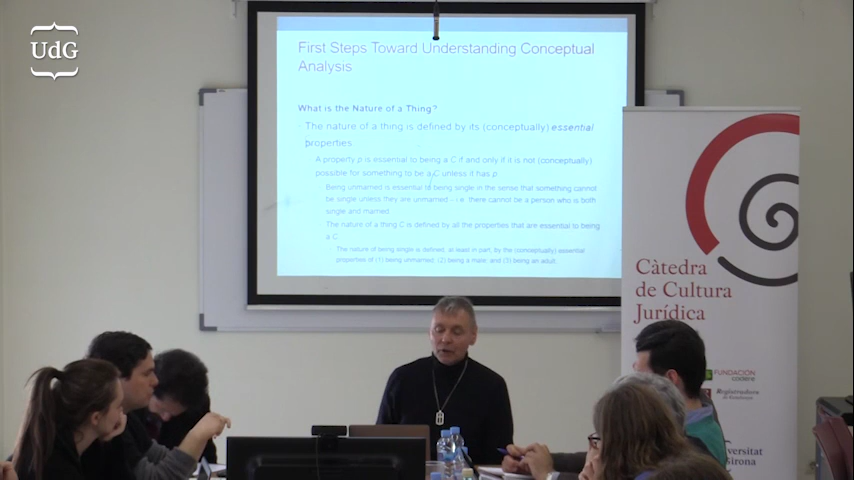 UdG
First Steps Toward Understanding Conceptual
Analysis
What is the Nature of a Thing?
The nature of a thing is defined by its (conceptually) essential
properties
A property p is essential to being a C if and only if it is not (conceptually)
possible for something to be a C unless it has p
Being unmarried is essential to being single in the sense that something cannot
be single unless they are unmarried – i.e. there cannot be a person who is both
single and married
The nature of a thing C is defined by all the properties that are essential to being
a C
The nature of being single is defined, at least in part, by the (conceptually) essential
properties of (1) being unmarried; (2) being a male; and (3) being an adult.
Càtedra
de Cultura
Jurídica
FUNDACIÓN
Registradores